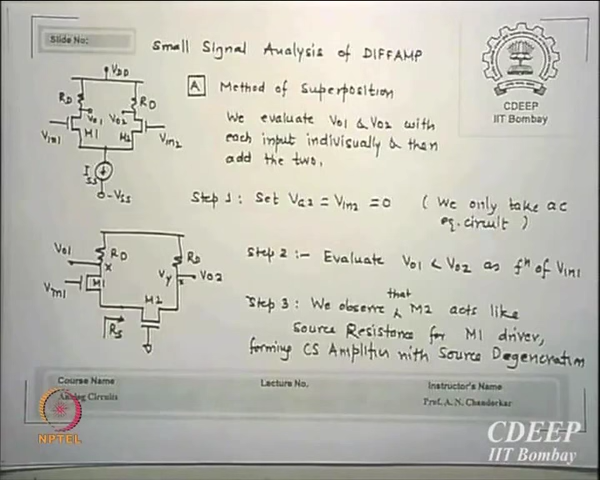 Slide No:
Small Signal Analysis of DIFFAMP
VDD
RD
RD
Vo1
Vo2
Vin1
M1
M2
Vin2
ISS
-VSS
A Method of Superposition
We evaluate Vo1 & Vo2 with
each input indivisually & then
add the two.
CDEEP
IIT Bombay
Step 1: Set VG2 = Vin2 = 0 (We only take ac
eq. circuit)
Vo1
RD
RD
X
Vy
Vo2
Vin1
M1
M2
RS
Step 2:- Evaluate Vo1 & Vo2 as fn of Vin1
Step 3: We observe that M2 acts like
Source Resistance for M1 driver,
forming CS Amplifier with Source Degeneration
Course Name
Lecture No.
Instructor's Name
Analog Circuits
Prof. A. N. Chandorkar
NPTEL
CDEEP
IIT Bombay